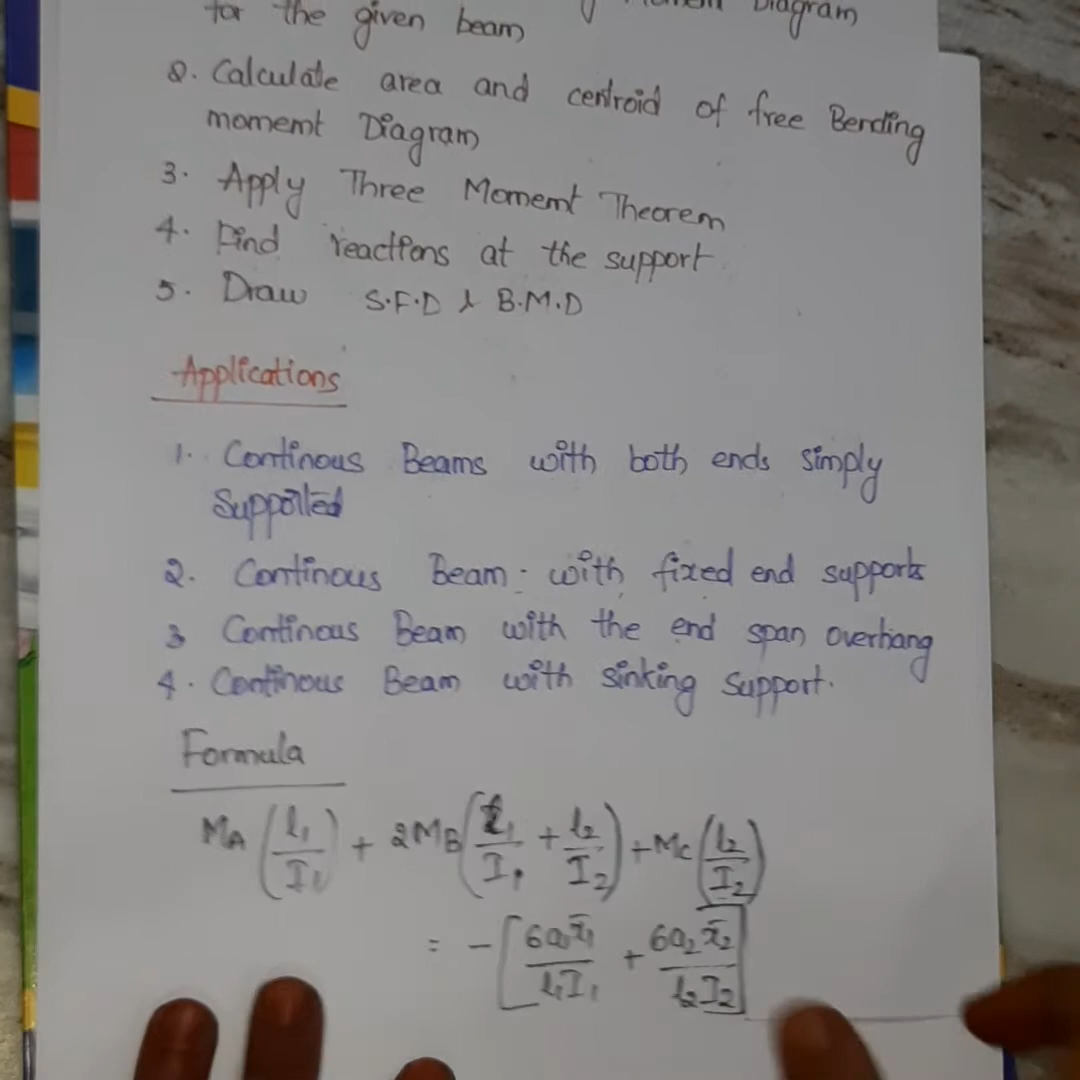 for the given beam
Diagram
2. Calculate area and centroid of free Bending
moment Diagram
3. Apply Three Moment Theorem
4. Find reactions at the support
5. Draw S.F.D & B.M.D
Applications
1. Continous Beams with both ends simply
Supported
2. Continous Beam with fixed end supports
3 Continous Beam with the end span overhang
4. Continous Beam with sinking Support.
Formula
MA (l1/I1) + 2MB (l1/I1 + l2/I2) + Mc (l2/I2)
= - [6a1x̄1/l1I1 + 6a2x̄2/l2I2]